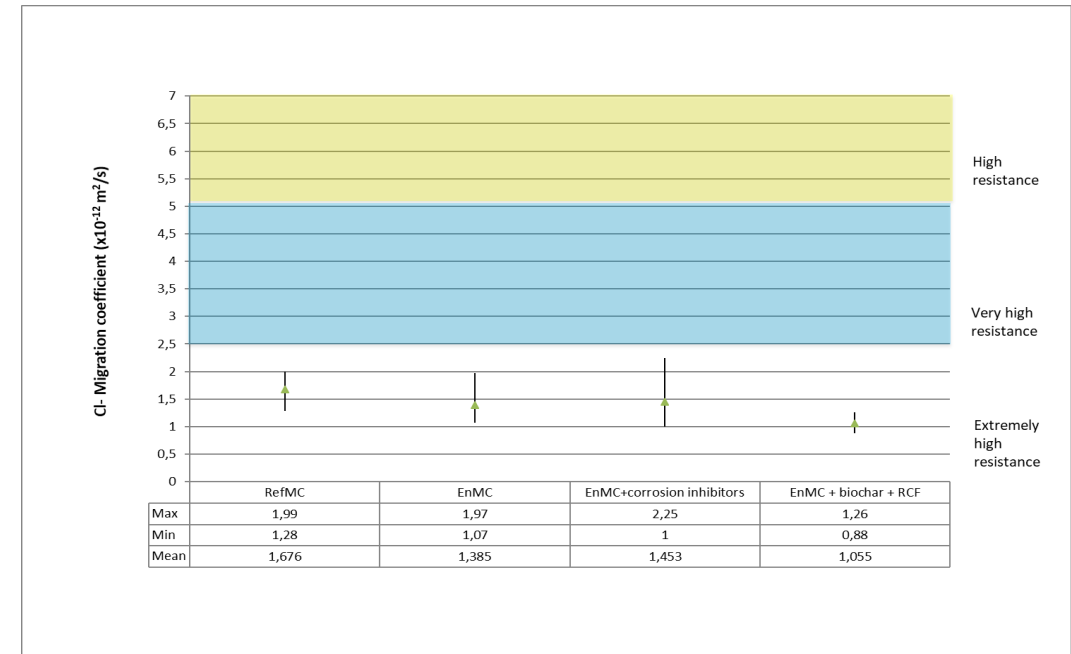 Cl- Migration coefficient (x10-12 m2/s)
7
6,5
6
5,5
5
4,5
4
3,5
3
2,5
2
1,5
1
0,5
0
High
resistance
Very high
resistance
Extremely
high
resistance
RefMC EnMC EnMC+corrosion inhibitors EnMC + biochar + RCF
Max 1,99 1,97 2,25 1,26
Min 1,28 1,07 1 0,88
Mean 1,676 1,385 1,453 1,055